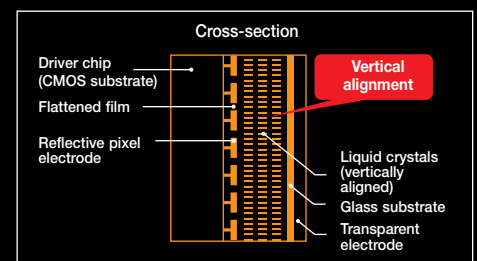 Cross-section
Driver chip
(CMOS substrate)
Flattened film
Reflective pixel
electrode
Vertical
alignment
Liquid crystals
(vertically
aligned)
Glass substrate
Transparent
electrode